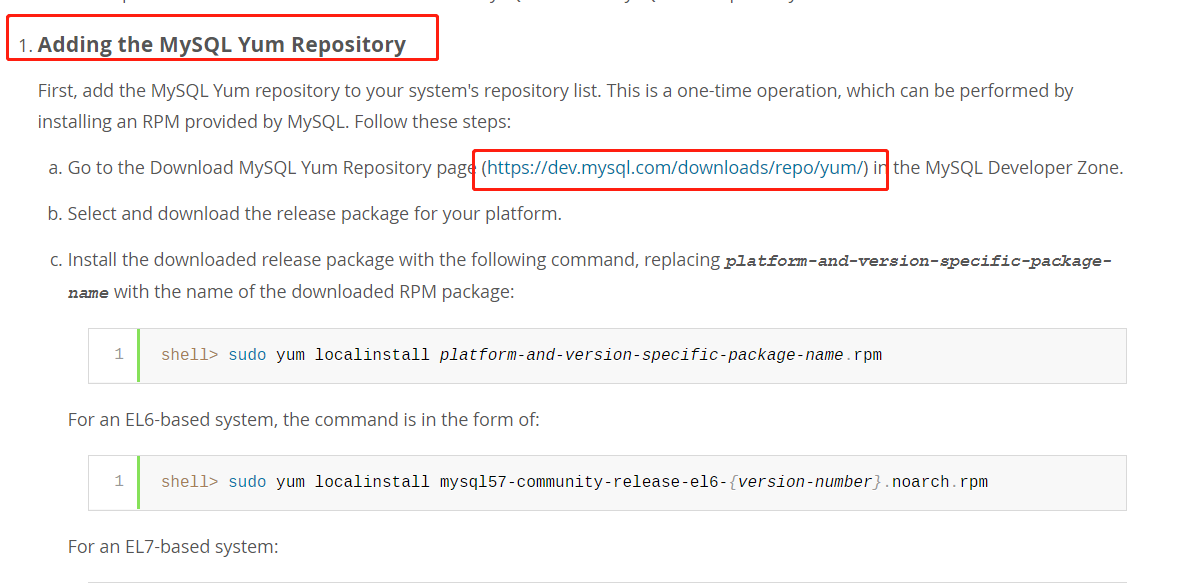 1. Adding the MySQL Yum Repository
First, add the MySQL Yum repository to your system's repository list. This is a one-time operation, which can be performed by
installing an RPM provided by MySQL. Follow these steps:
a. Go to the Download MySQL Yum Repository page (https://dev.mysql.com/downloads/repo/yum/) in the MySQL Developer Zone.
b. Select and download the release package for your platform.
c. Install the downloaded release package with the following command, replacing platform-and-version-specific-package-
name with the name of the downloaded RPM package:
1 shell> sudo yum localinstall platform-and-version-specific-package-name.rpm
For an EL6-based system, the command is in the form of:
1 shell> sudo yum localinstall mysql57-community-release-el6-{version-number}.noarch.rpm
For an EL7-based system: